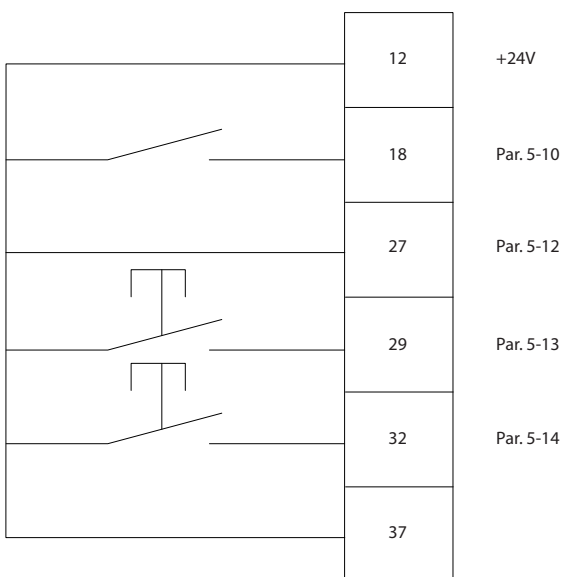 12 +24V
18 Par. 5-10
27 Par. 5-12
29 Par. 5-13
32 Par. 5-14
37